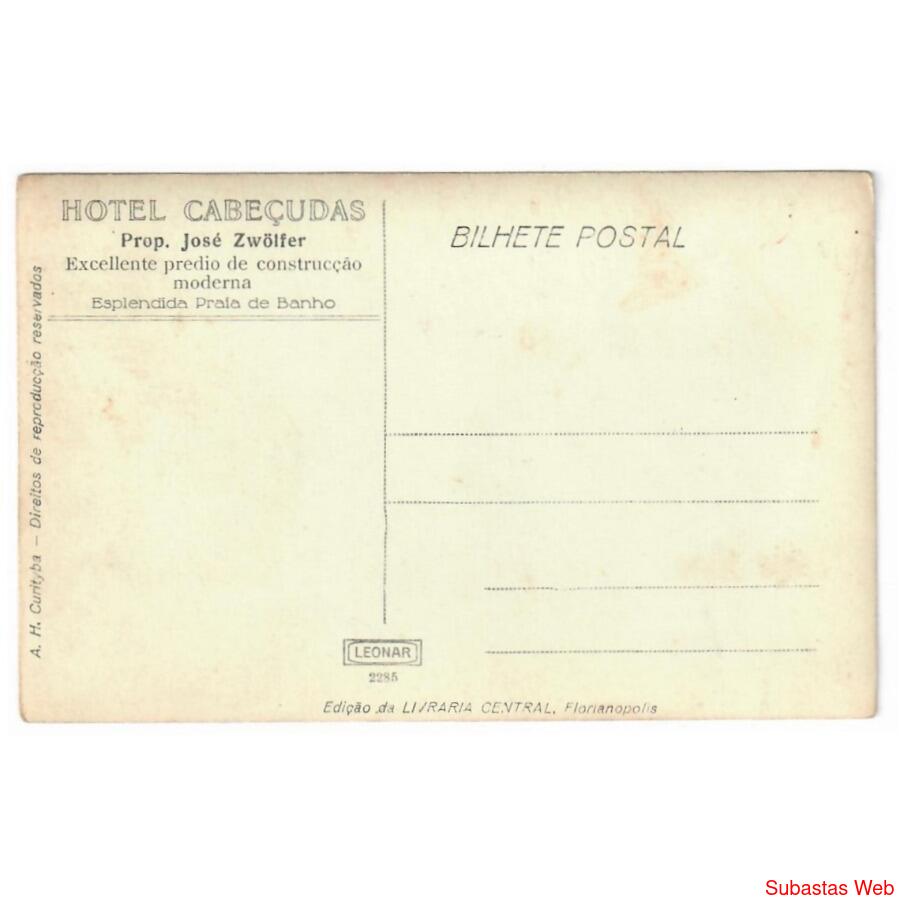 HOTEL CABEÇUDAS
Prop. José Zwölfer
Excellente predio de construcção
moderna
Esplendida Praia de Banho
BILHETE POSTAL
A. H. Curityba — Direitos de reproducção reservados
LEONAR
2285
Edição da LIVRARIA CENTRAL, Florianopolis
Subastas Web